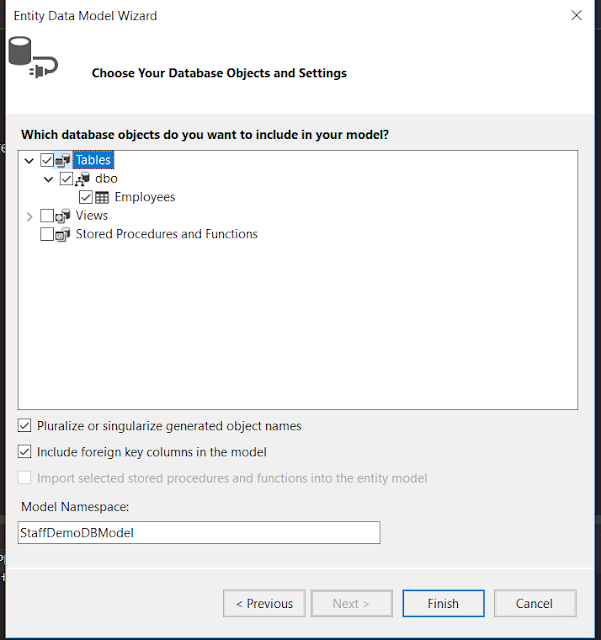 Entity Data Model Wizard
Choose Your Database Objects and Settings
Which database objects do you want to include in your model?
Tables
dbo
Employees
Views
Stored Procedures and Functions
Pluralize or singularize generated object names
Include foreign key columns in the model
Import selected stored procedures and functions into the entity model
Model Namespace:
StaffDemoDBModel
< Previous
Next >
Finish
Cancel